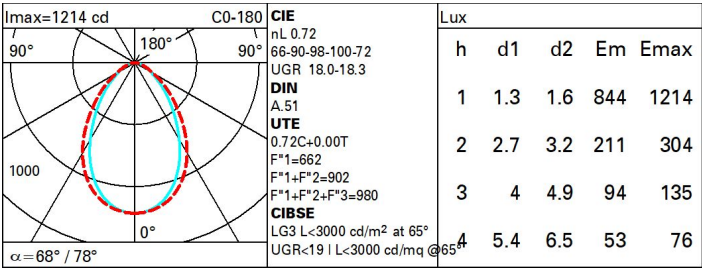 Imax=1214 cd C0-180
90° 180° 90°
1000
0°
α=68° / 78°
CIE
nL 0.72
66-90-98-100-72
UGR 18.0-18.3
DIN
A.51
UTE
0.72C+0.00T
F"1=662
F"1+F"2=902
F"1+F"2+F"3=980
CIBSE
LG3 L<3000 cd/m² at 65°
UGR<19 | L<3000 cd/mq @65°
Lux
h d1 d2 Em Emax
1 1.3 1.6 844 1214
2 2.7 3.2 211 304
3 4 4.9 94 135
4 5.4 6.5 53 76